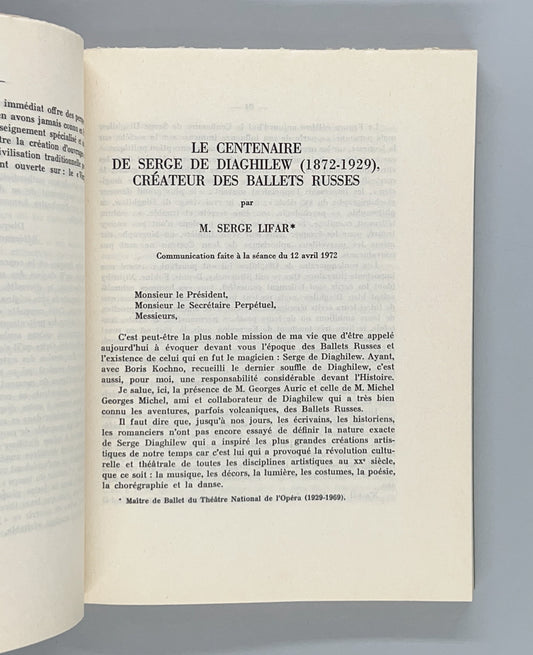 immédiat offre des
avons jamais connu
spécialisé
la création d'ouvrages
traditionnelle
ouverte sur : le
LE CENTENAIRE
DE SERGE DE DIAGHILEW (1872-1929),
CRÉATEUR DES BALLETS RUSSES
par
M. SERGE LIFAR*
Communication faite à la séance du 12 avril 1972
Monsieur le Président,
Monsieur le Secrétaire Perpétuel,
Messieurs,
C'est peut-être la plus noble mission de ma vie que d'être appelé
aujourd'hui à évoquer devant vous l'époque des Ballets Russes et
l'existence de celui qui en fut le magicien : Serge de Diaghilew. Ayant,
avec Boris Kochno, recueilli le dernier souffle de Diaghilew, c'est
aussi, pour moi, une responsabilité considérable devant l'Histoire.
Je salue, ici, la présence de M. Georges Auric et celle de M. Michel
Georges Michel, ami et collaborateur de Diaghilew qui a très bien
connu les aventures, parfois volcaniques, des Ballets Russes.
Il faut dire que, jusqu'à nos jours, les écrivains, les historiens,
les romanciers n'ont pas encore essayé de définir la nature exacte
de Serge Diaghilew qui a inspiré les plus grandes créations artis-
tiques de notre temps car c'est lui qui a provoqué la révolution cultu-
relle et théâtrale de toutes les disciplines artistiques au XXe siècle,
que ce soit : la musique, les décors, la lumière, les costumes, la poésie,
la chorégraphie et la danse.
* Maître de Ballet du Théâtre National de l'Opéra (1929-1969).